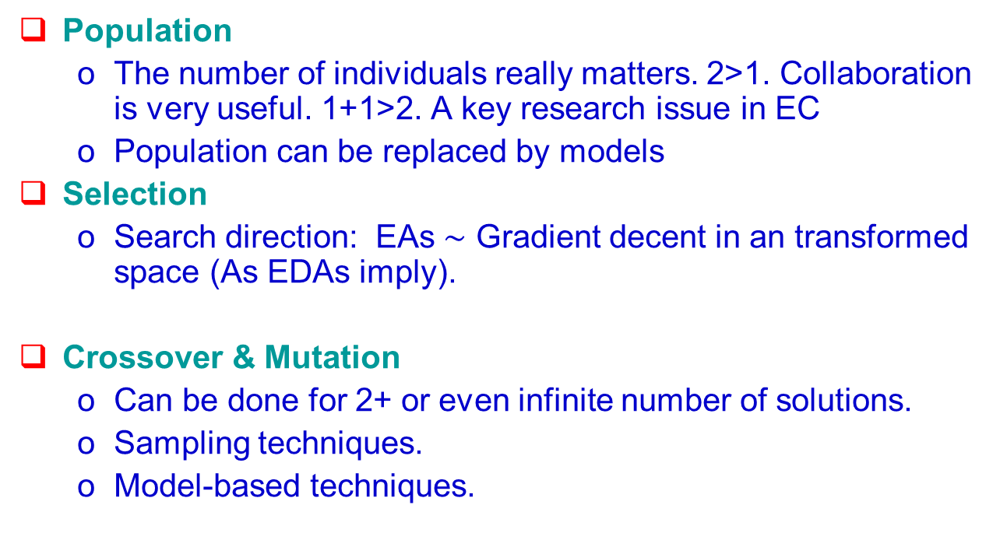 ❑ Population
o The number of individuals really matters. 2>1. Collaboration
is very useful. 1+1>2. A key research issue in EC
o Population can be replaced by models
❑ Selection
o Search direction: EAs ~ Gradient decent in an transformed
space (As EDAs imply).
❑ Crossover & Mutation
o Can be done for 2+ or even infinite number of solutions.
o Sampling techniques.
o Model-based techniques.